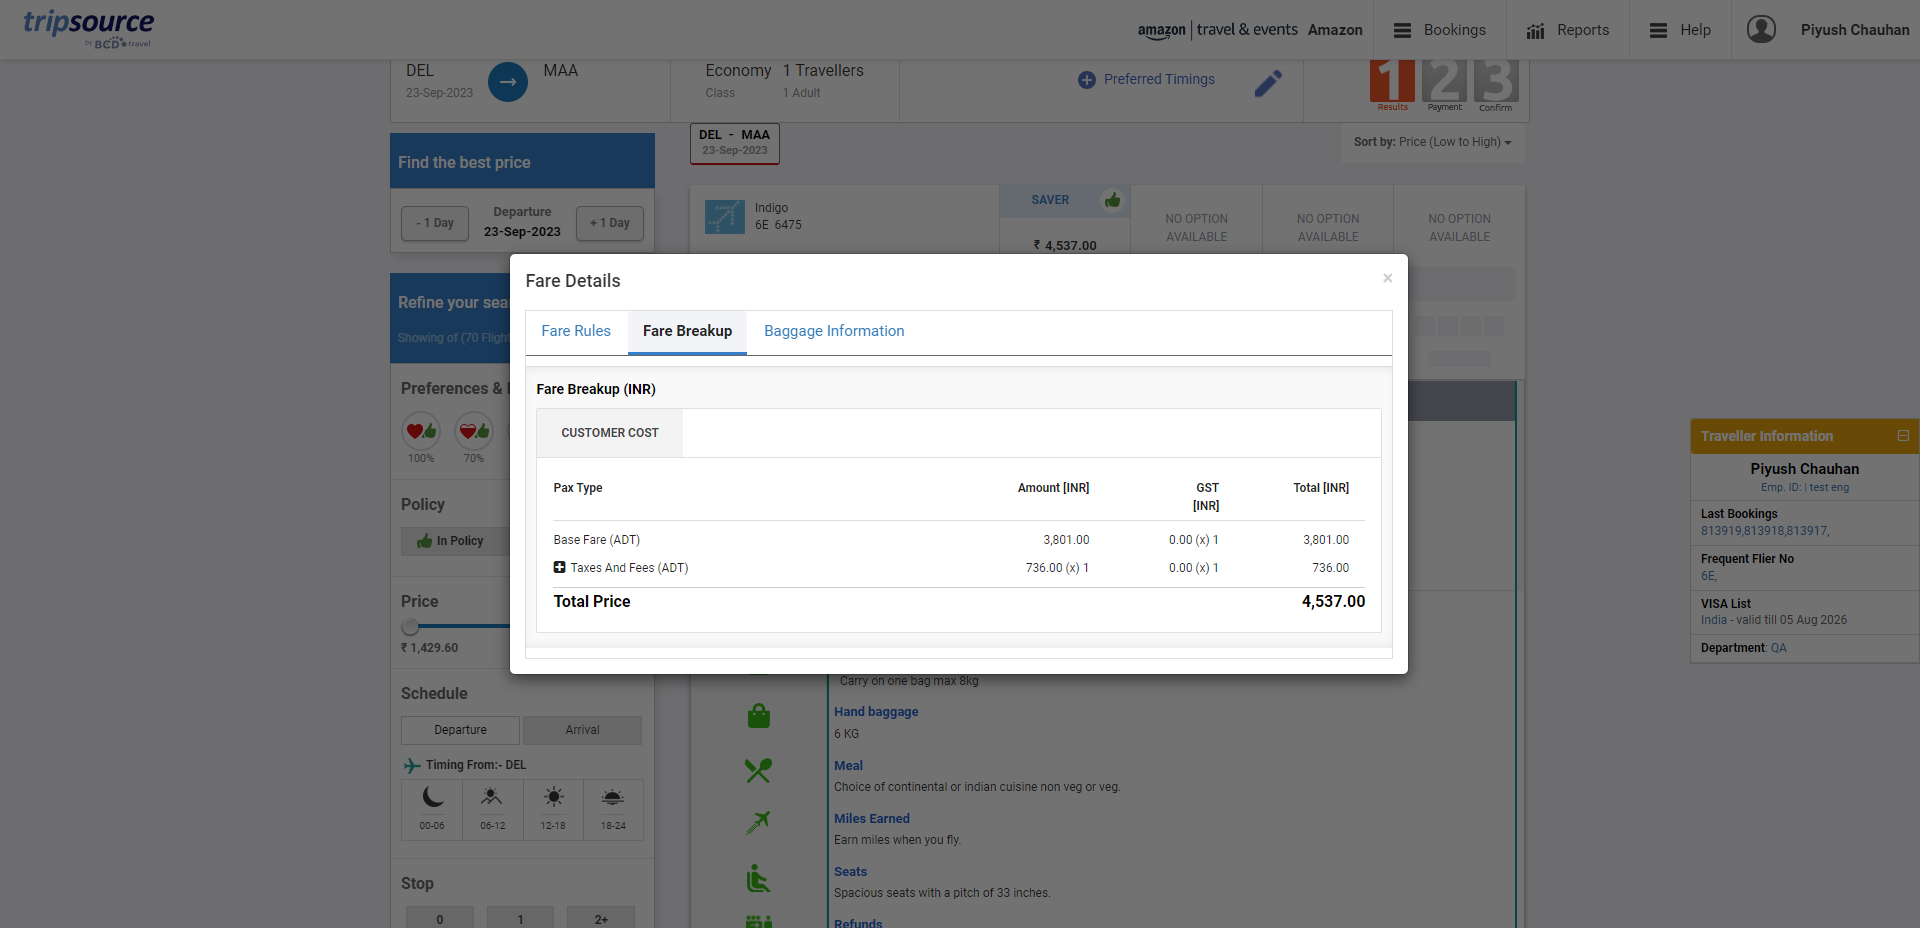 tripsource
by BCD travel
amazon | travel & events Amazon
Bookings
Reports
Help
Piyush Chauhan
DEL
23-Sep-2023
MAA
Economy
Class
1 Travellers
1 Adult
Preferred Timings
1 2 3
Results Payment Confirm
Find the best price
- 1 Day
Departure
23-Sep-2023
+ 1 Day
DEL - MAA
23-Sep-2023
Sort by: Price (Low to High)
Indigo
6E 6475
SAVER
₹ 4,537.00
NO OPTION
AVAILABLE
NO OPTION
AVAILABLE
NO OPTION
AVAILABLE
Refine your sea
Showing of (70 Flight
Preferences &
100%
70%
Policy
In Policy
Price
₹ 1,429.60
Schedule
Departure
Arrival
Timing From:- DEL
00-06
06-12
12-18
18-24
Stop
0
1
2+
Fare Details
×
Fare Rules
Fare Breakup
Baggage Information
Fare Breakup (INR)
CUSTOMER COST
Pax Type
Amount [INR]
GST
[INR]
Total [INR]
Base Fare (ADT)
3,801.00
0.00 (x) 1
3,801.00
Taxes And Fees (ADT)
736.00 (x) 1
0.00 (x) 1
736.00
Total Price
4,537.00
Carry on one bag max 8kg
Hand baggage
6 KG
Meal
Choice of continental or indian cuisine non veg or veg.
Miles Earned
Earn miles when you fly.
Seats
Spacious seats with a pitch of 33 inches.
Refunds
Traveller Information
Piyush Chauhan
Emp. ID: | test eng
Last Bookings
813919,813918,813917,
Frequent Flier No
6E,
VISA List
India - valid till 05 Aug 2026
Department: QA